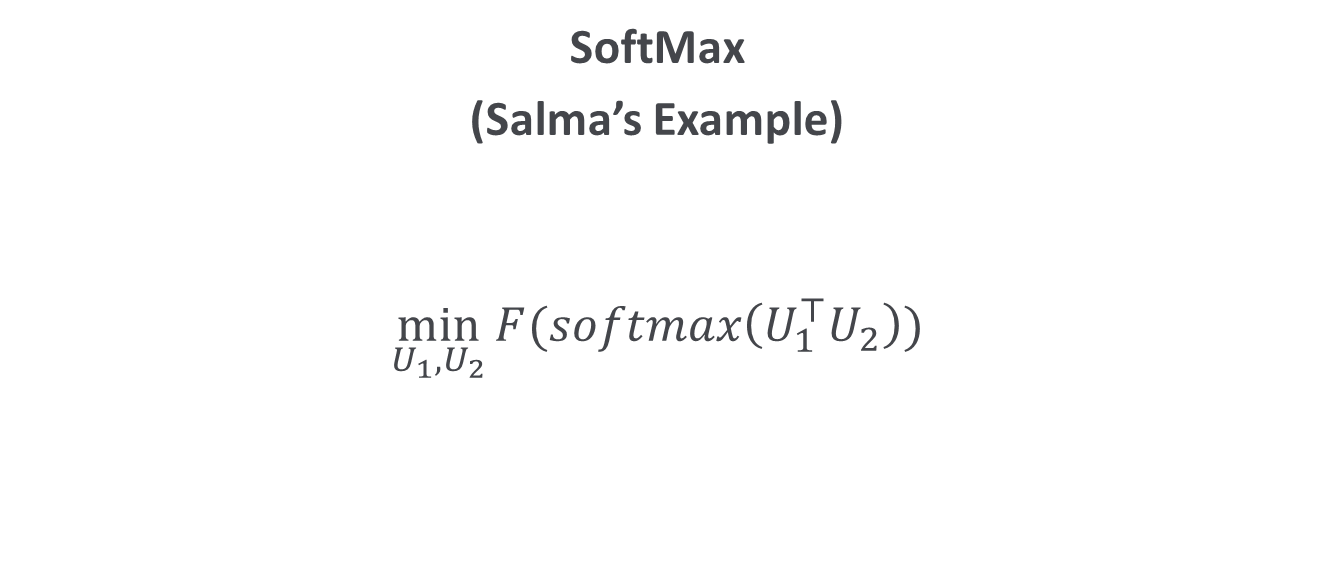 SoftMax
(Salma’s Example)
min F(softmax(U₁ᵀU₂))
U₁,U₂